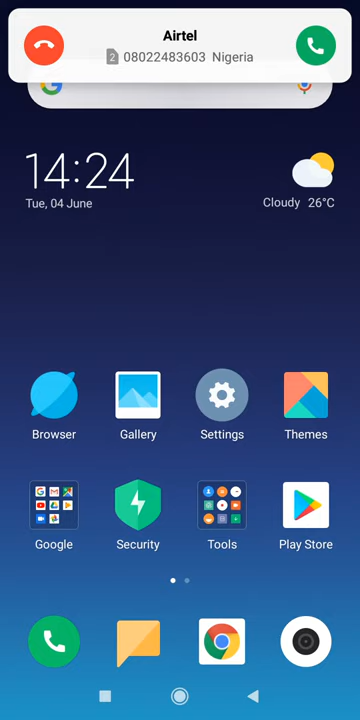 Airtel
2 08022483603 Nigeria
14:24
Tue, 04 June
Cloudy 26°C
Browser Gallery Settings Themes
Google Security Tools Play Store